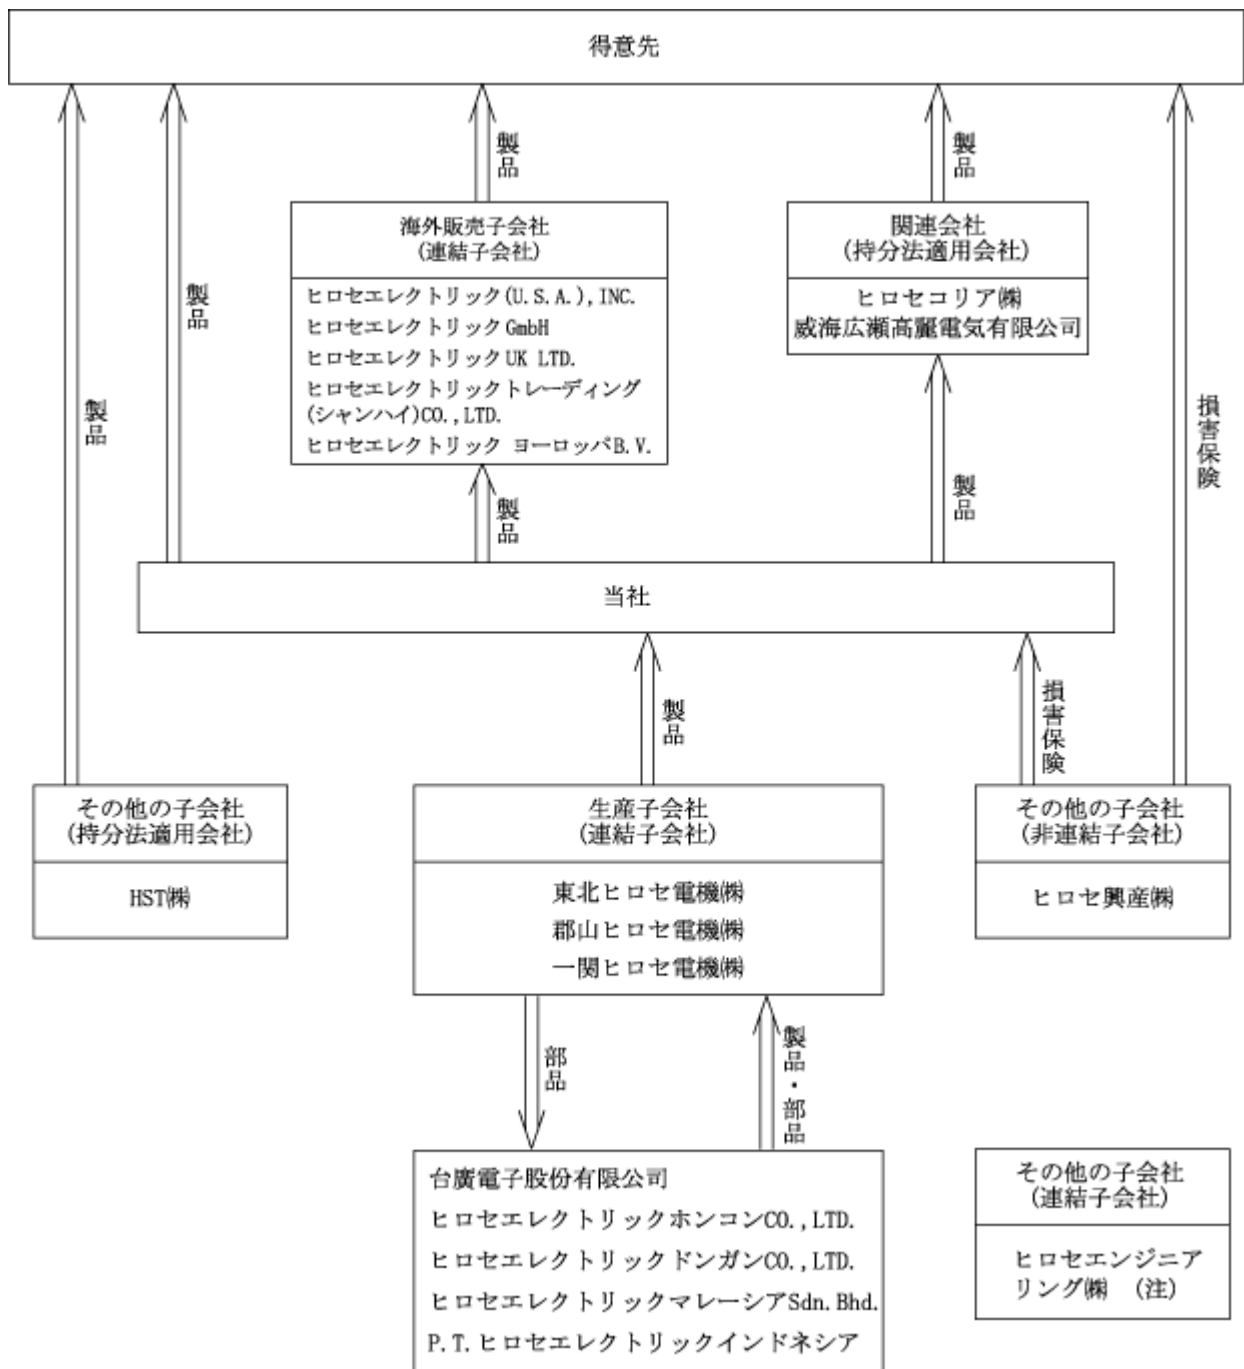 得意先
製品
製品
製品
製品
損害保険
海外販売子会社
(連結子会社)
ヒロセエレクトリック(U.S.A.),INC.
ヒロセエレクトリックGmbH
ヒロセエレクトリックUK LTD.
ヒロセエレクトリックトレーディング
(シャンハイ)CO.,LTD.
ヒロセエレクトリック ヨーロッパB.V.
関連会社
(持分法適用会社)
ヒロセコリア㈱
威海広瀬高麗電気有限公司
製品
製品
当社
製品
損害保険
その他の子会社
(持分法適用会社)
HST㈱
生産子会社
(連結子会社)
東北ヒロセ電機㈱
郡山ヒロセ電機㈱
一関ヒロセ電機㈱
その他の子会社
(非連結子会社)
ヒロセ興産㈱
部品
製品・部品
台廣電子股份有限公司
ヒロセエレクトリックホンコンCO.,LTD.
ヒロセエレクトリックドンガンCO.,LTD.
ヒロセエレクトリックマレーシアSdn.Bhd.
P.T.ヒロセエレクトリックインドネシア
その他の子会社
(連結子会社)
ヒロセエンジニア
リング㈱ (注)